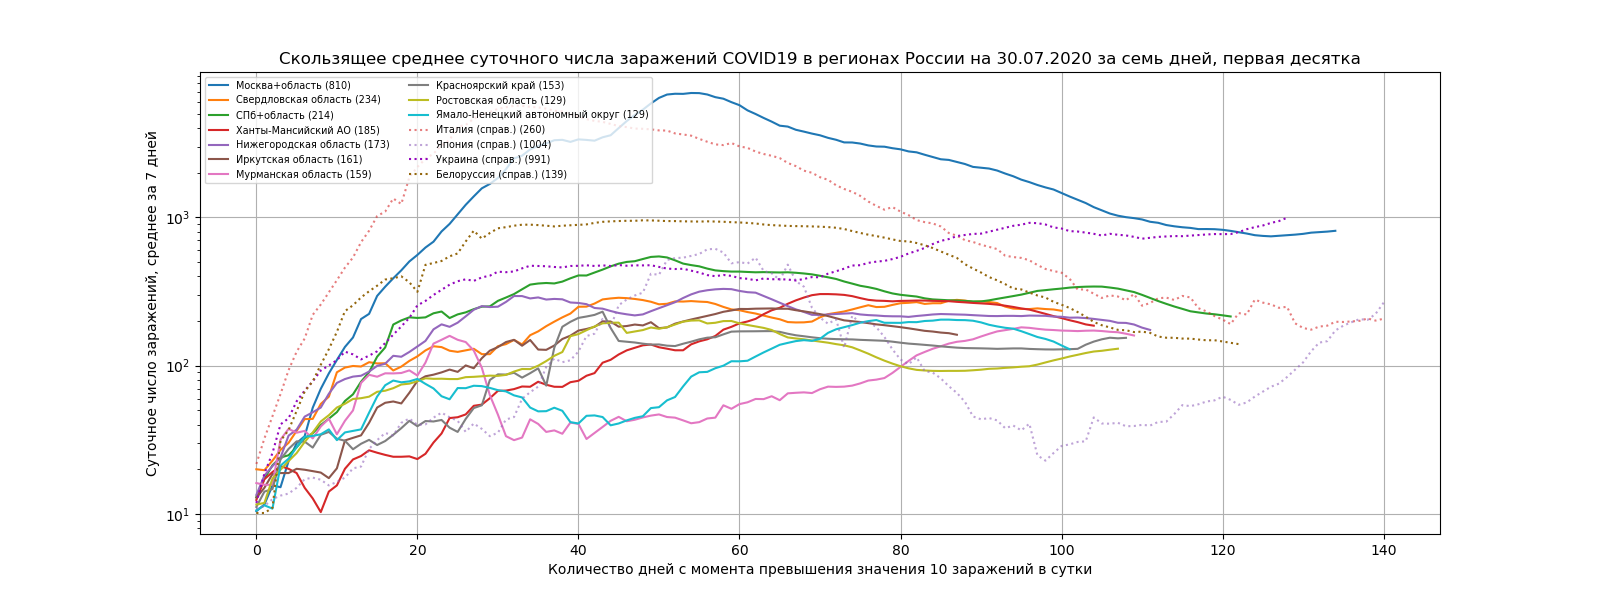 Скользящее среднее суточного числа заражений COVID19 в регионах России на 30.07.2020 за семь дней, первая десятка
Москва+область (810)
Свердловская область (234)
СПб+область (214)
Ханты-Мансийский АО (185)
Нижегородская область (173)
Иркутская область (161)
Мурманская область (159)
Красноярский край (153)
Ростовская область (129)
Ямало-Ненецкий автономный округ (129)
Италия (справ.) (260)
Япония (справ.) (1004)
Украина (справ.) (991)
Белоруссия (справ.) (139)
Суточное число заражений, среднее за 7 дней
10³
10²
10¹
0 20 40 60 80 100 120 140
Количество дней с момента превышения значения 10 заражений в сутки